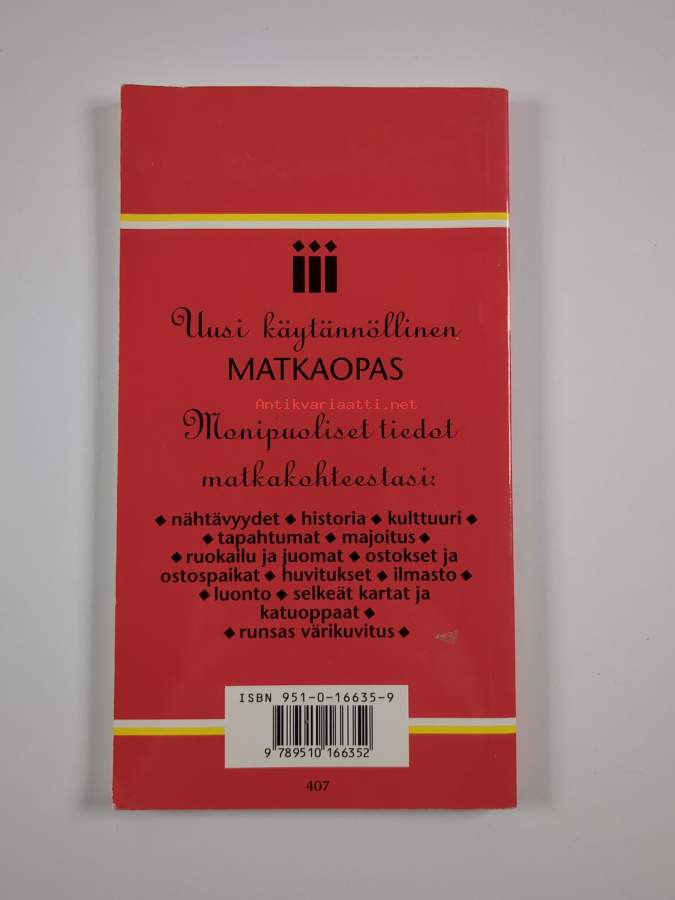 Uusi käytännöllinen
MATKAOPAS
Antikvariaatti.net
Monipuoliset tiedot
matkakohteestasi:
◆ nähtävyydet ◆ historia ◆ kulttuuri ◆
◆ tapahtumat ◆ majoitus ◆
◆ ruokailu ja juomat ◆ ostokset ja
ostospaikat ◆ huvitukset ◆ ilmasto ◆
◆ luonto ◆ selkeät kartat ja
katuoppaat ◆
◆ runsas värikuvitus ◆
ISBN 951-0-16635-9
9 789510 166352
407